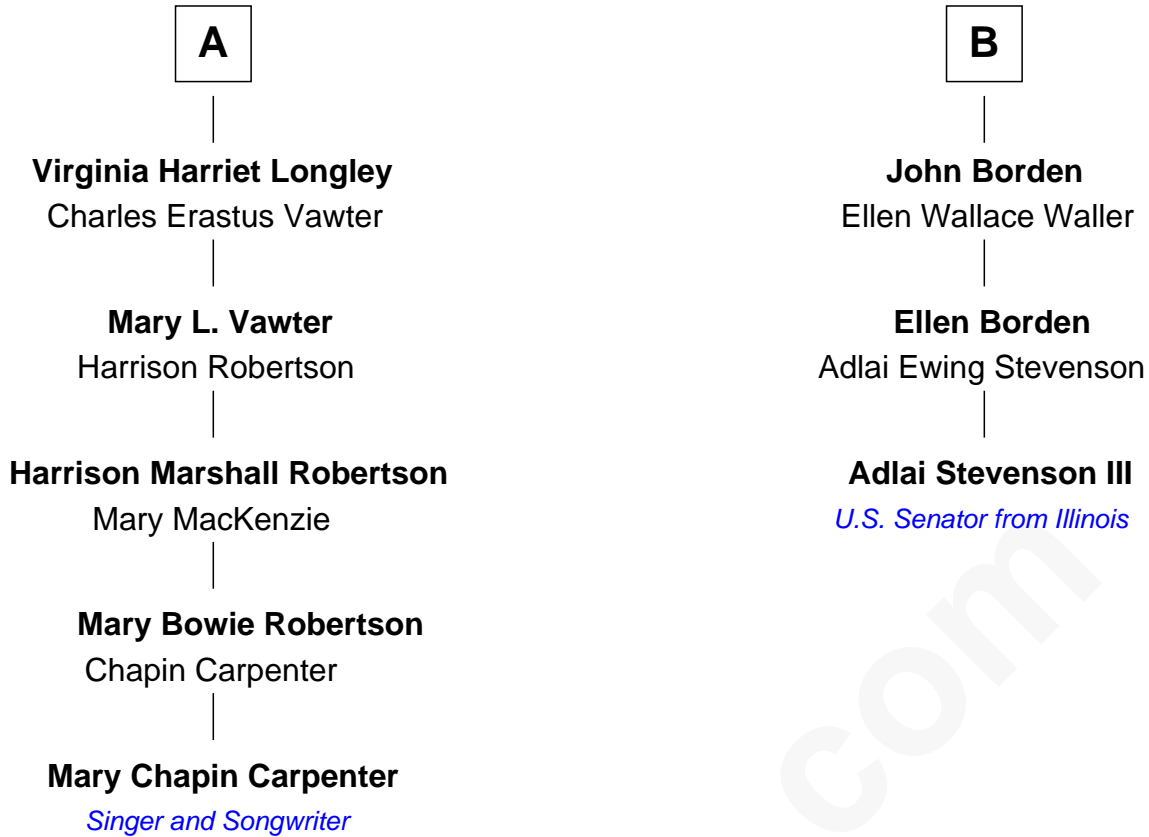 A
Virginia Harriet Longley
Charles Erastus Vawter
Mary L. Vawter
Harrison Robertson
Harrison Marshall Robertson
Mary MacKenzie
Mary Bowie Robertson
Chapin Carpenter
Mary Chapin Carpenter
Singer and Songwriter
B
John Borden
Ellen Wallace Waller
Ellen Borden
Adlai Ewing Stevenson
Adlai Stevenson III
U.S. Senator from Illinois
com